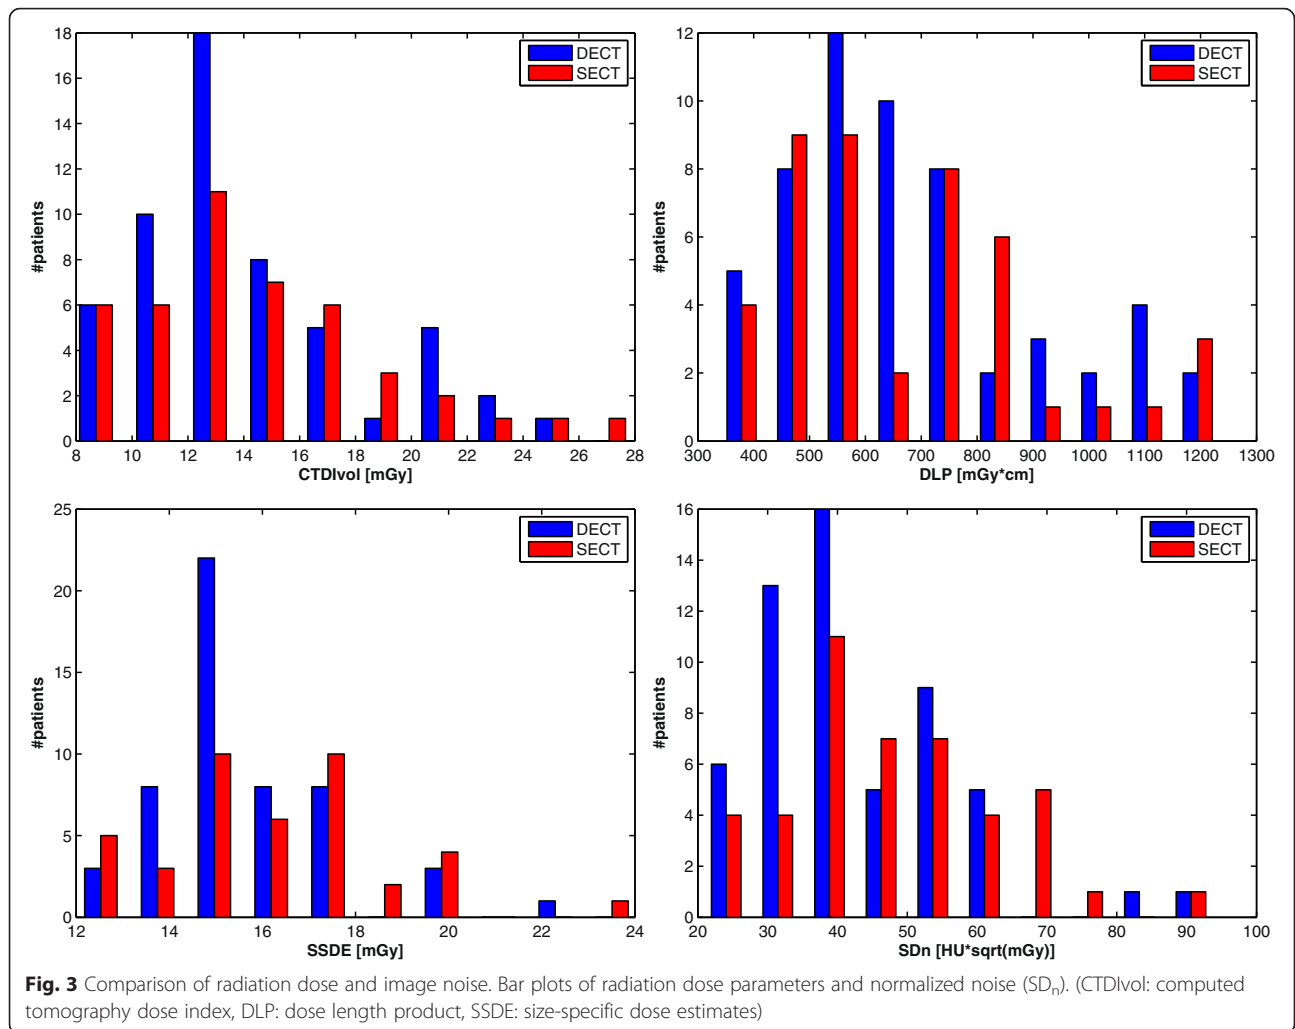 18
16
14
12
10
8
6
4
2
0
#patients
DECT
SECT
8 10 12 14 16 18 20 22 24 26 28
CTDIvol [mGy]
12
10
8
6
4
2
0
#patients
DECT
SECT
300 400 500 600 700 800 900 1000 1100 1200 1300
DLP [mGy*cm]
25
20
15
10
5
0
#patients
DECT
SECT
12 14 16 18 20 22 24
SSDE [mGy]
16
14
12
10
8
6
4
2
0
#patients
DECT
SECT
20 30 40 50 60 70 80 90 100
SDn [HU*sqrt(mGy)]
Fig. 3 Comparison of radiation dose and image noise. Bar plots of radiation dose parameters and normalized noise (SDn). (CTDIvol: computed
tomography dose index, DLP: dose length product, SSDE: size-specific dose estimates)